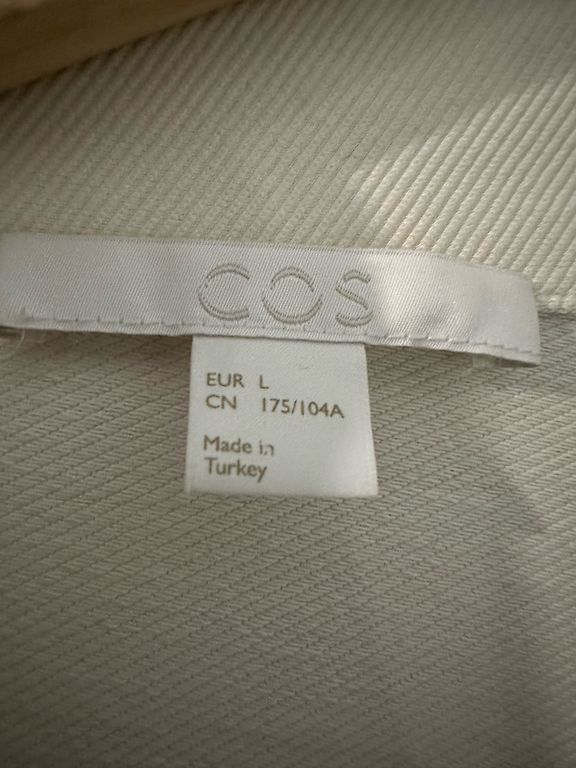 COS
EUR L
CN 175/104A
Made in
Turkey